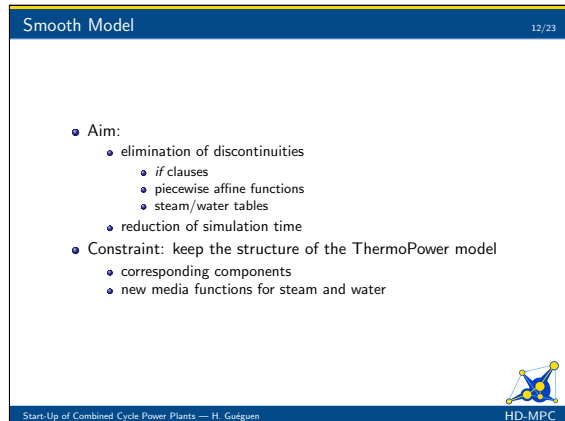 Smooth Model
12/23
Aim:
elimination of discontinuities
if clauses
piecewise affine functions
steam/water tables
reduction of simulation time
Constraint: keep the structure of the ThermoPower model
corresponding components
new media functions for steam and water
Start-Up of Combined Cycle Power Plants — H. Guéguen
HD-MPC